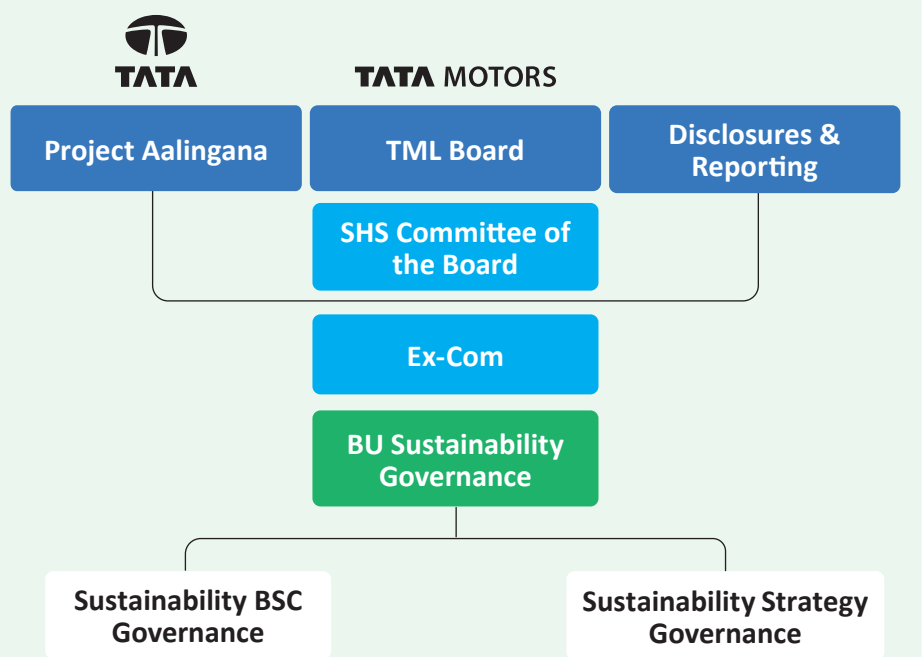 TATA
TATA MOTORS
Project Aalingana
TML Board
Disclosures &
Reporting
SHS Committee of
the Board
Ex-Com
BU Sustainability
Governance
Sustainability BSC
Governance
Sustainability Strategy
Governance